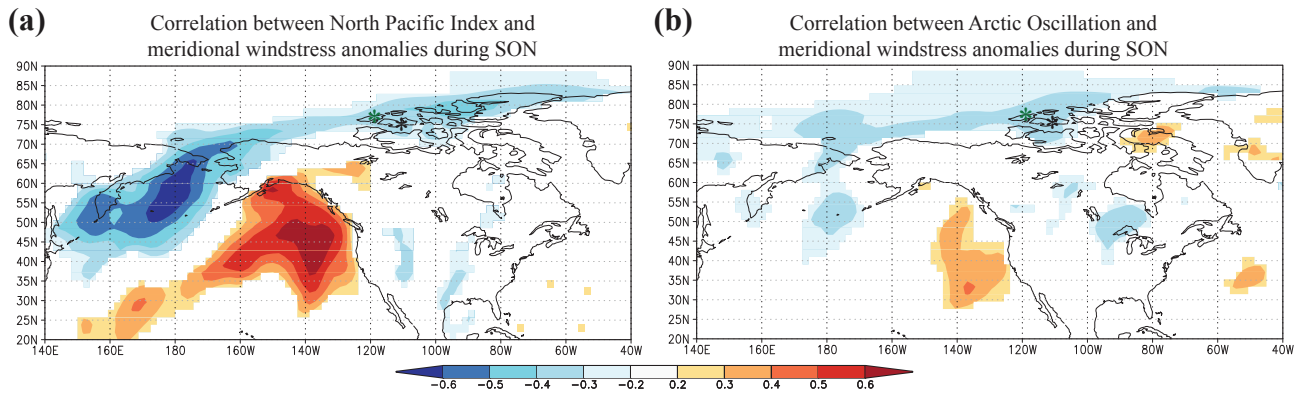 (a)
Correlation between North Pacific Index and
meridional windstress anomalies during SON
90N
85N
80N
75N
70N
65N
60N
55N
50N
45N
40N
35N
30N
25N
20N
140E 160E 180 160W 140W 120W 100W 80W 60W 40W
(b)
Correlation between Arctic Oscillation and
meridional windstress anomalies during SON
90N
85N
80N
75N
70N
65N
60N
55N
50N
45N
40N
35N
30N
25N
20N
140E 160E 180 160W 140W 120W 100W 80W 60W 40W
-0.6 -0.5 -0.4 -0.3 -0.2 0.2 0.3 0.4 0.5 0.6